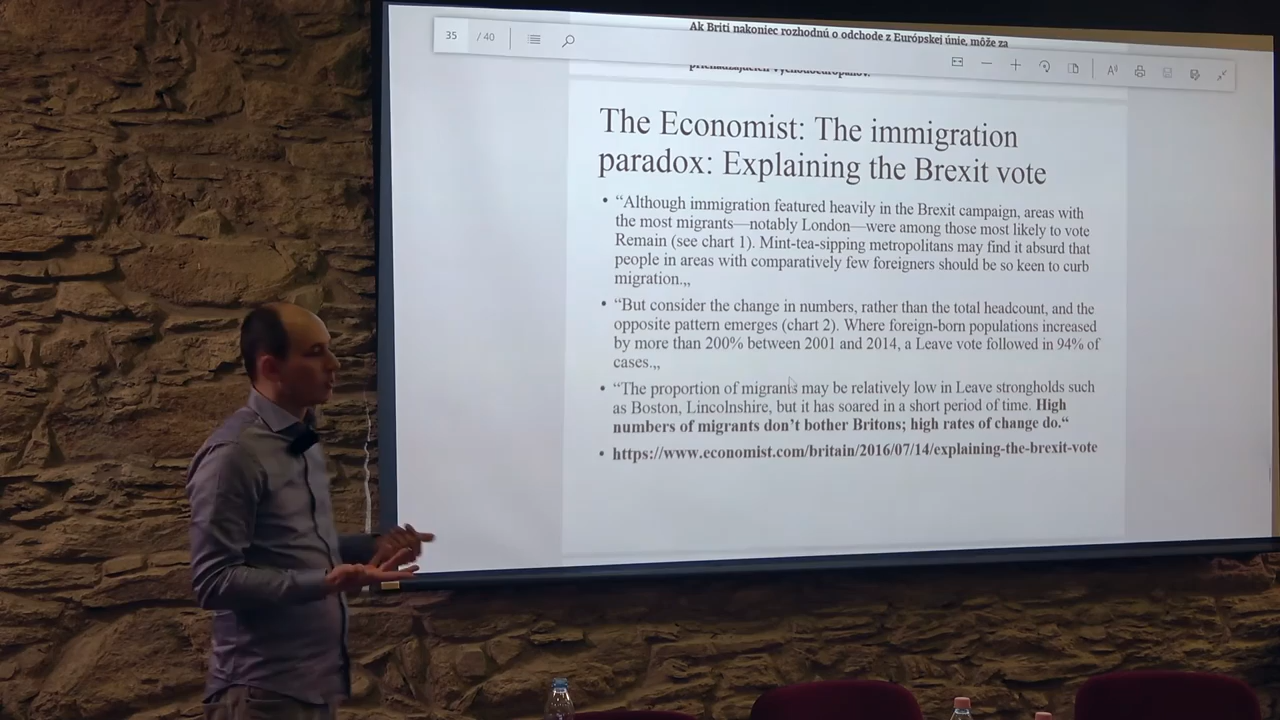 Ak Briti nakoniec rozhodnú o odchode z Európskej únie, môže za
35 / 40
The Economist: The immigration
paradox: Explaining the Brexit vote
• “Although immigration featured heavily in the Brexit campaign, areas with
the most migrants—notably London—were among those most likely to vote
Remain (see chart 1). Mint-tea-sipping metropolitans may find it absurd that
people in areas with comparatively few foreigners should be so keen to curb
migration.„
• “But consider the change in numbers, rather than the total headcount, and the
opposite pattern emerges (chart 2). Where foreign-born populations increased
by more than 200% between 2001 and 2014, a Leave vote followed in 94% of
cases.„
• “The proportion of migrants may be relatively low in Leave strongholds such
as Boston, Lincolnshire, but it has soared in a short period of time. High
numbers of migrants don’t bother Britons; high rates of change do.“
• https://www.economist.com/britain/2016/07/14/explaining-the-brexit-vote